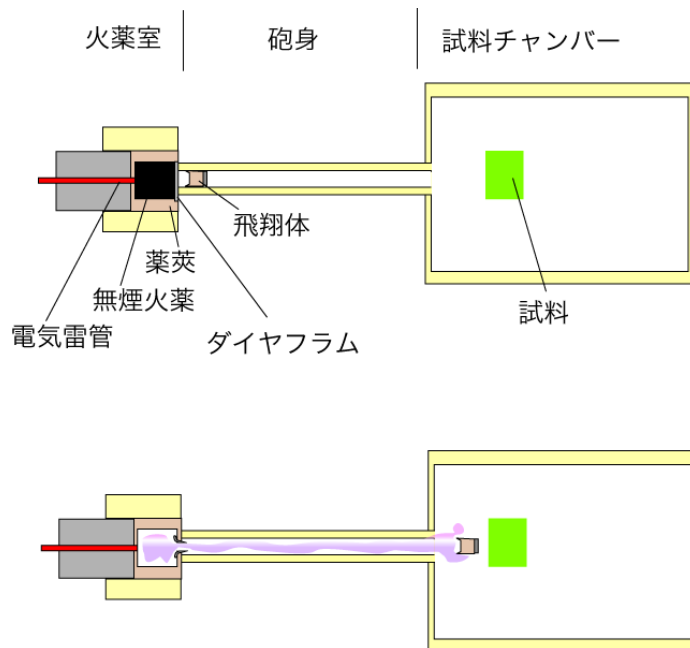 火薬室
砲身
試料チャンバー
飛翔体
薬莢
無煙火薬
電気雷管
ダイヤフラム
試料